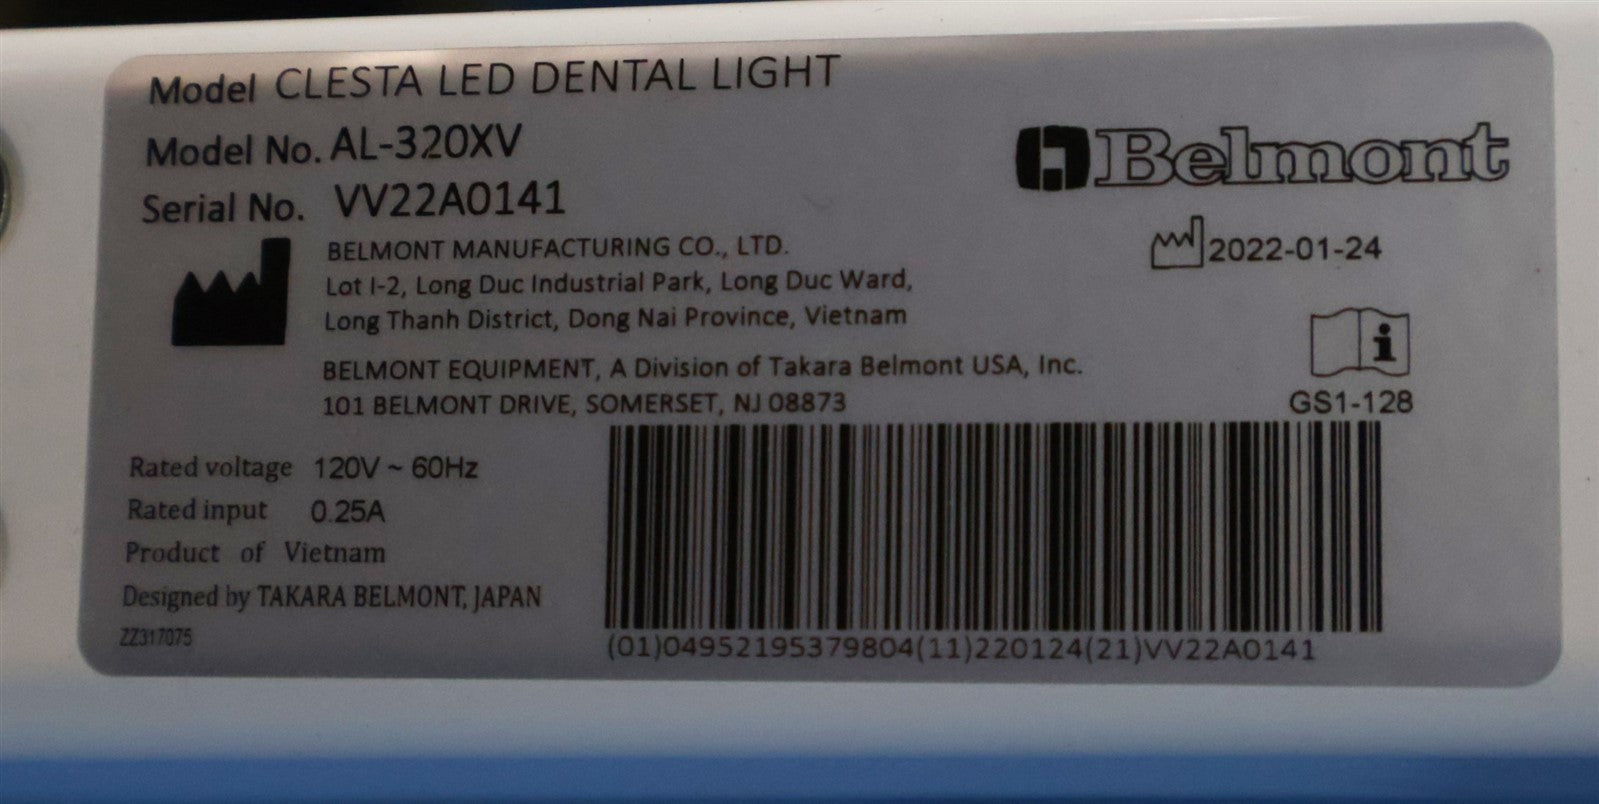 Model CLESTA LED DENTAL LIGHT
Model No. AL-320XV
Serial No. VV22A0141
Belmont
BELMONT MANUFACTURING CO., LTD.
Lot I-2, Long Duc Industrial Park, Long Duc Ward,
Long Thanh District, Dong Nai Province, Vietnam
2022-01-24
BELMONT EQUIPMENT, A Division of Takara Belmont USA, Inc.
101 BELMONT DRIVE, SOMERSET, NJ 08873
i
GS1-128
Rated voltage 120V ~ 60Hz
Rated input 0.25A
Product of Vietnam
Designed by TAKARA BELMONT, JAPAN
ZZ317075
(01)04952195379804(11)220124(21)VV22A0141